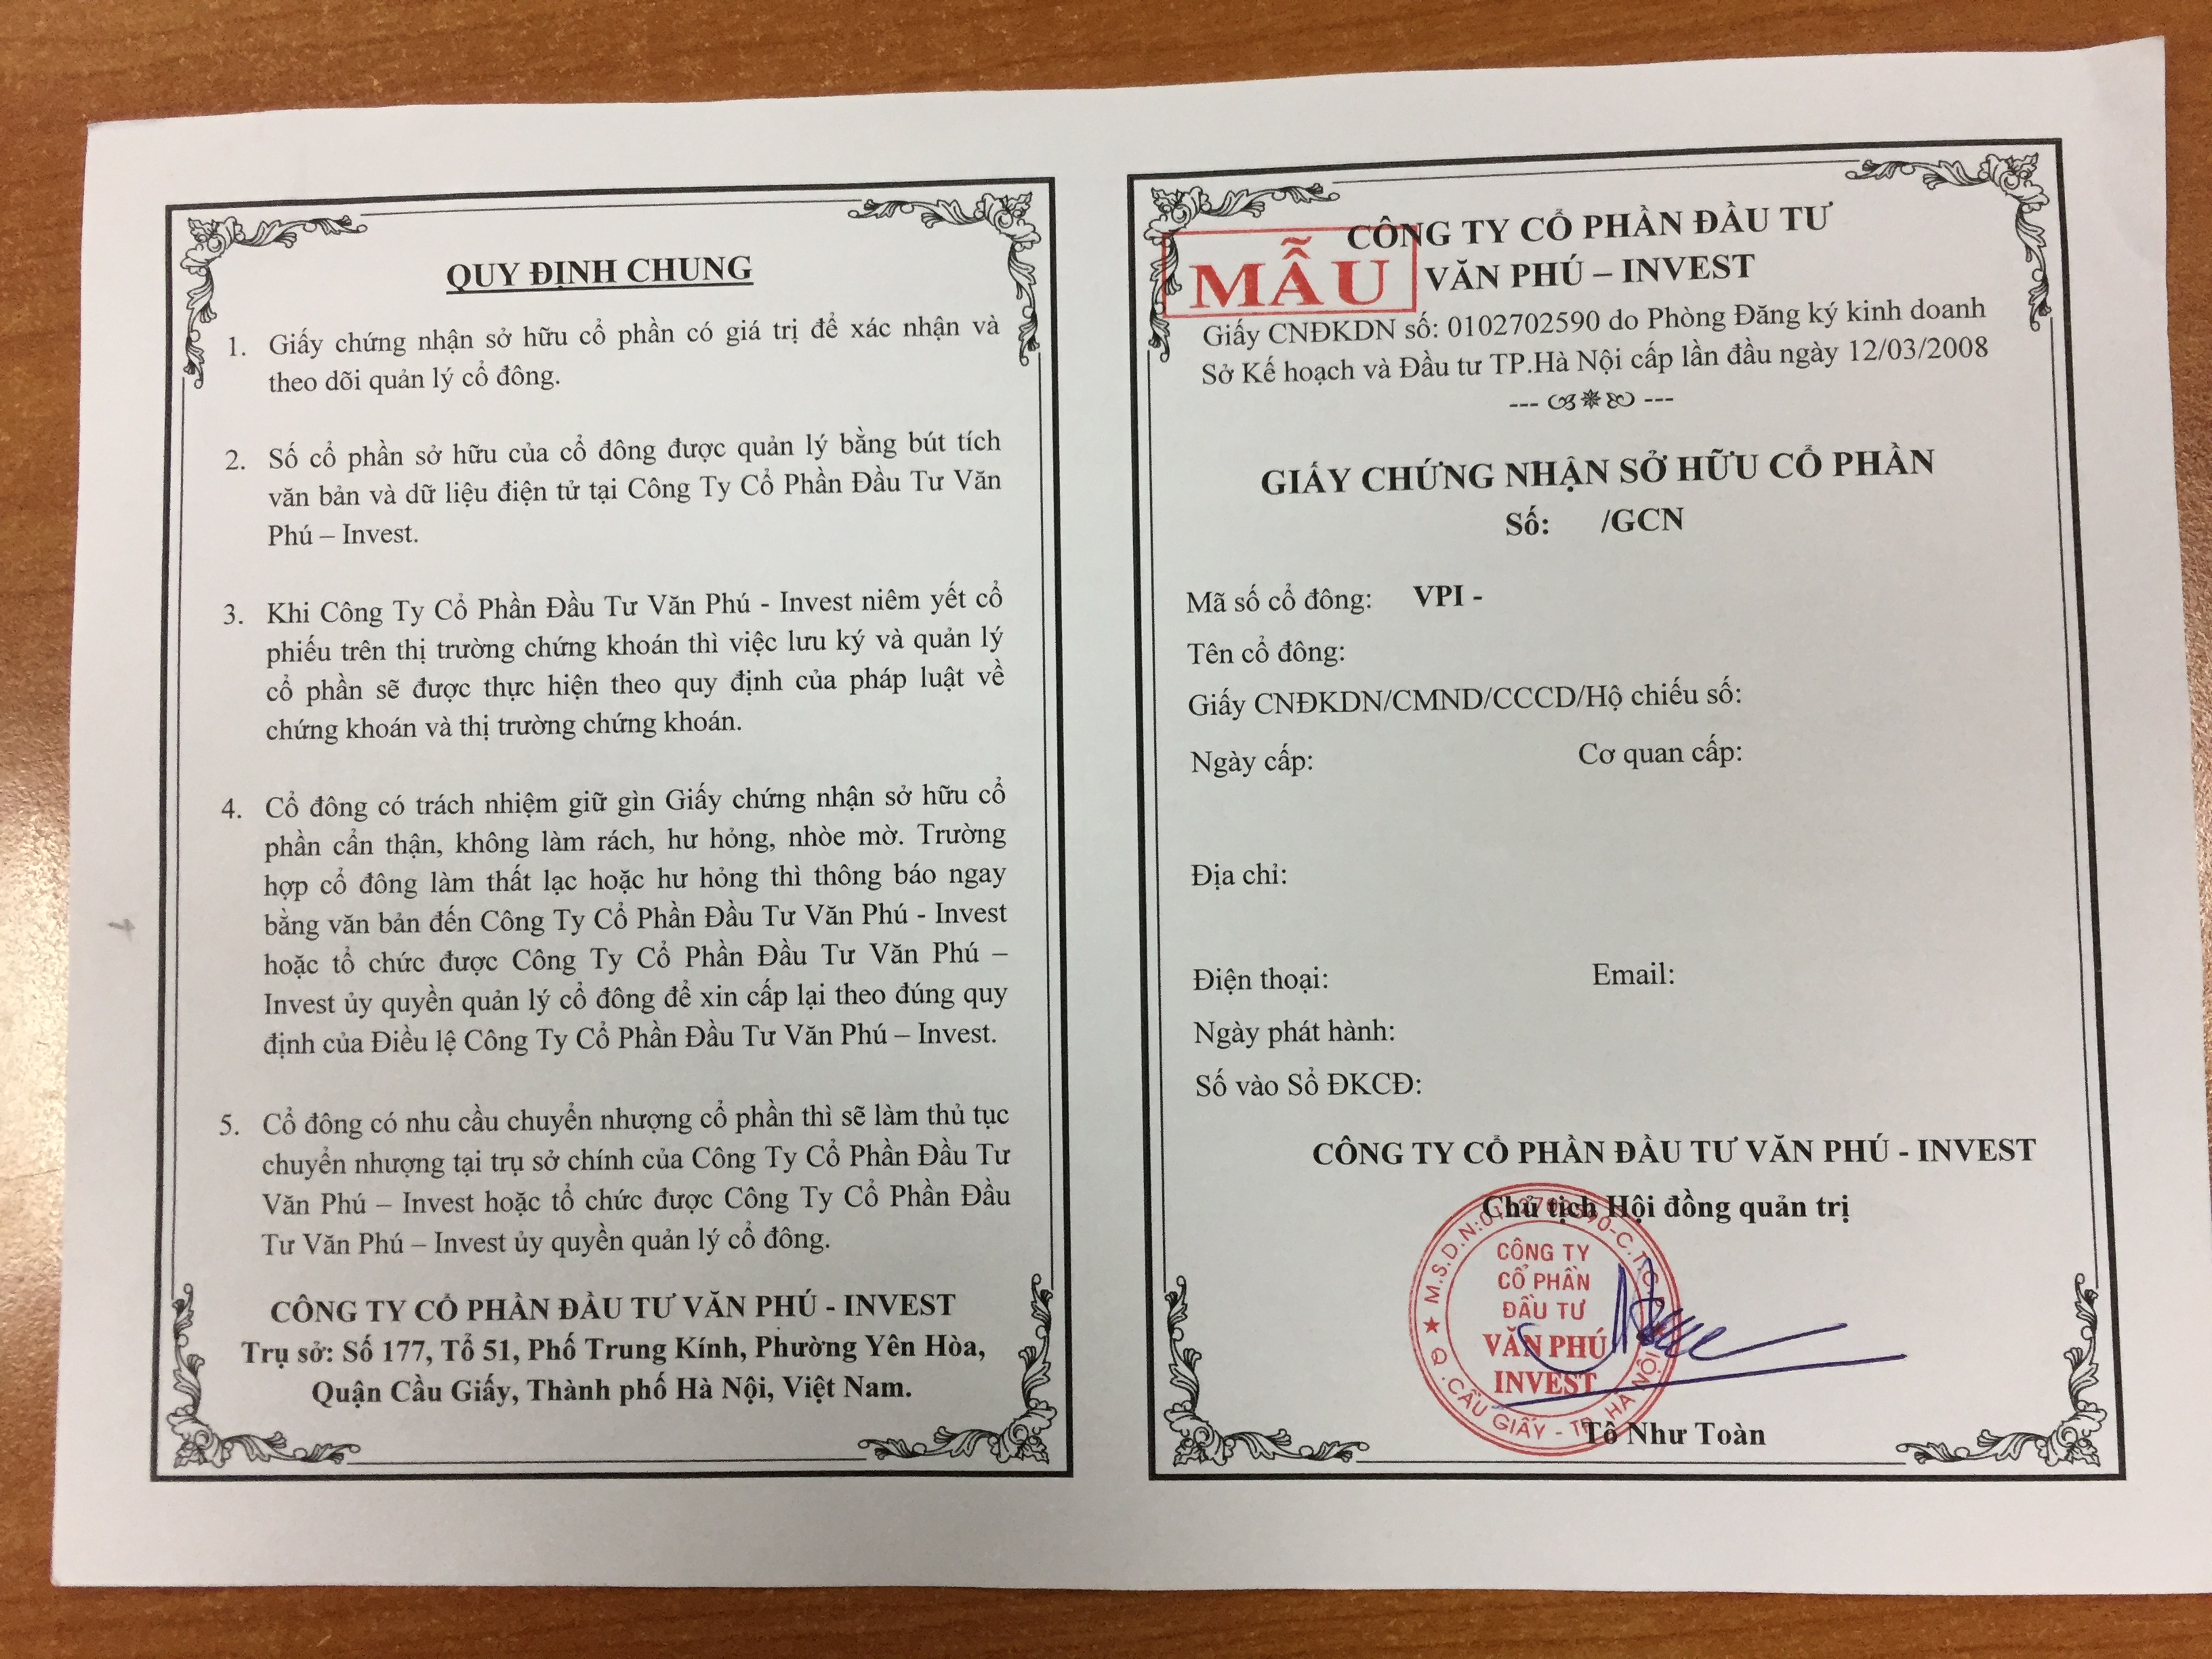 QUY ĐỊNH CHUNG
1. Giấy chứng nhận sở hữu cổ phần có giá trị để xác nhận và
theo dõi quản lý cổ đông.
2. Số cổ phần sở hữu của cổ đông được quản lý bằng bút tích
văn bản và dữ liệu điện tử tại Công Ty Cổ Phần Đầu Tư Văn
Phú – Invest.
3. Khi Công Ty Cổ Phần Đầu Tư Văn Phú - Invest niêm yết cổ
phiếu trên thị trường chứng khoán thì việc lưu ký và quản lý
cổ phần sẽ được thực hiện theo quy định của pháp luật về
chứng khoán và thị trường chứng khoán.
4. Cổ đông có trách nhiệm giữ gìn Giấy chứng nhận sở hữu cổ
phần cẩn thận, không làm rách, hư hỏng, nhòe mờ. Trường
hợp cổ đông làm thất lạc hoặc hư hỏng thì thông báo ngay
bằng văn bản đến Công Ty Cổ Phần Đầu Tư Văn Phú - Invest
hoặc tổ chức được Công Ty Cổ Phần Đầu Tư Văn Phú –
Invest ủy quyền quản lý cổ đông để xin cấp lại theo đúng quy
định của Điều lệ Công Ty Cổ Phần Đầu Tư Văn Phú – Invest.
5. Cổ đông có nhu cầu chuyển nhượng cổ phần thì sẽ làm thủ tục
chuyển nhượng tại trụ sở chính của Công Ty Cổ Phần Đầu Tư
Văn Phú – Invest hoặc tổ chức được Công Ty Cổ Phần Đầu
Tư Văn Phú – Invest ủy quyền quản lý cổ đông.
CÔNG TY CỔ PHẦN ĐẦU TƯ VĂN PHÚ - INVEST
Trụ sở: Số 177, Tổ 51, Phố Trung Kính, Phường Yên Hòa,
Quận Cầu Giấy, Thành phố Hà Nội, Việt Nam.
CÔNG TY CỔ PHẦN ĐẦU TƯ
MẪU
VĂN PHÚ – INVEST
Giấy CNĐKDN số: 0102702590 do Phòng Đăng ký kinh doanh
Sở Kế hoạch và Đầu tư TP.Hà Nội cấp lần đầu ngày 12/03/2008
GIẤY CHỨNG NHẬN SỞ HỮU CỔ PHẦN
Số: /GCN
Mã số cổ đông: VPI -
Tên cổ đông:
Giấy CNĐKDN/CMND/CCCD/Hộ chiếu số:
Ngày cấp: Cơ quan cấp:
Địa chỉ:
Điện thoại: Email:
Ngày phát hành:
Số vào Sổ ĐKCĐ:
CÔNG TY CỔ PHẦN ĐẦU TƯ VĂN PHÚ - INVEST
Chủ tịch Hội đồng quản trị
CÔNG TY
CỔ PHẦN
ĐẦU TƯ
VĂN PHÚ
INVEST
Q.CẦU GIẤY - TP. HÀ NỘI
Tô Như Toàn